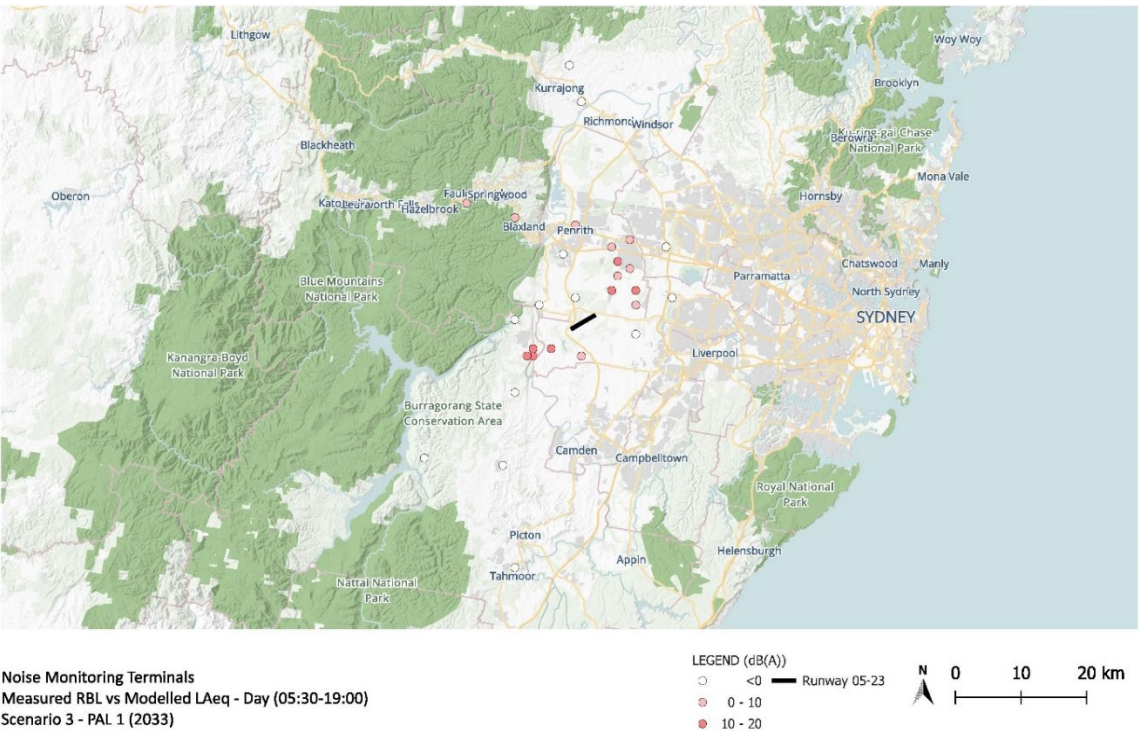 Lithgow
Woy Woy
Kurrajong
Brooklyn
Richmond
Windsor
Ku-ring-gai Chase
National Park
Berowra
Blackheath
Mona Vale
Oberon
Springwood
Hornsby
Hazelbrook
Blaxland
Penrith
Chatswood
Manly
Parramatta
Blue Mountains
National Park
North Sydney
SYDNEY
Liverpool
Kanangra-Boyd
National Park
Burragorang State
Conservation Area
Camden
Campbelltown
Royal National
Park
Picton
Appin
Helensburgh
Tahmoor
Nattai National
Park
Noise Monitoring Terminals
Measured RBL vs Modelled LAeq - Day (05:30-19:00)
Scenario 3 - PAL 1 (2033)
LEGEND (dB(A))
<0
Runway 05-23
0 - 10
10 - 20
N
0 10 20 km